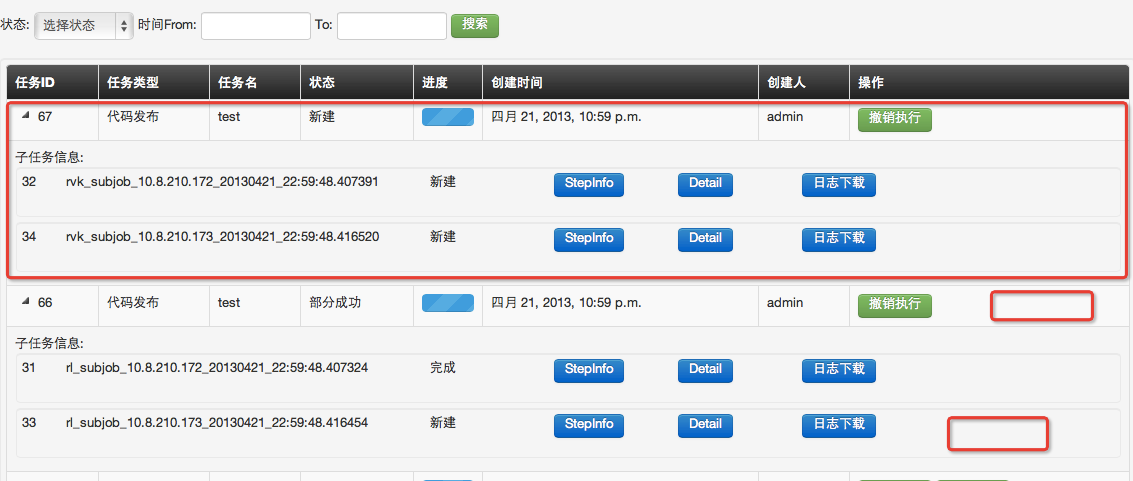 状态: 选择状态 时间From: To: 搜索
任务ID 任务类型 任务名 状态 进度 创建时间 创建人 操作
67 代码发布 test 新建 四月 21, 2013, 10:59 p.m. admin 撤销执行
子任务信息:
32 rvk_subjob_10.8.210.172_20130421_22:59:48.407391 新建 StepInfo Detail 日志下载
34 rvk_subjob_10.8.210.173_20130421_22:59:48.416520 新建 StepInfo Detail 日志下载
66 代码发布 test 部分成功 四月 21, 2013, 10:59 p.m. admin 撤销执行
子任务信息:
31 rl_subjob_10.8.210.172_20130421_22:59:48.407324 完成 StepInfo Detail 日志下载
33 rl_subjob_10.8.210.173_20130421_22:59:48.416454 新建 StepInfo Detail 日志下载